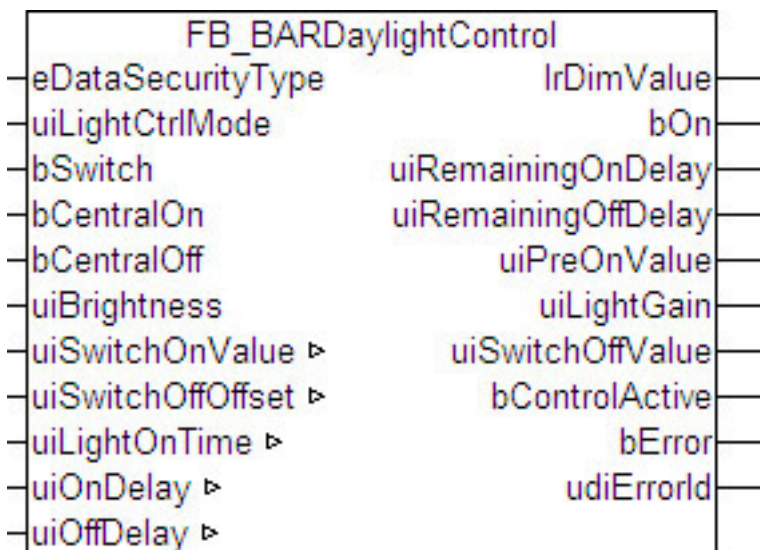 FB_BARDaylightControl
eDataSecurityType lrDimValue
uiLightCtrlMode bOn
bSwitch uiRemainingOnDelay
bCentralOn uiRemainingOffDelay
bCentralOff uiPreOnValue
uiBrightness uiLightGain
uiSwitchOnValue uiSwitchOffValue
uiSwitchOffOffset bControlActive
uiLightOnTime bError
uiOnDelay udiErrorId
uiOffDelay